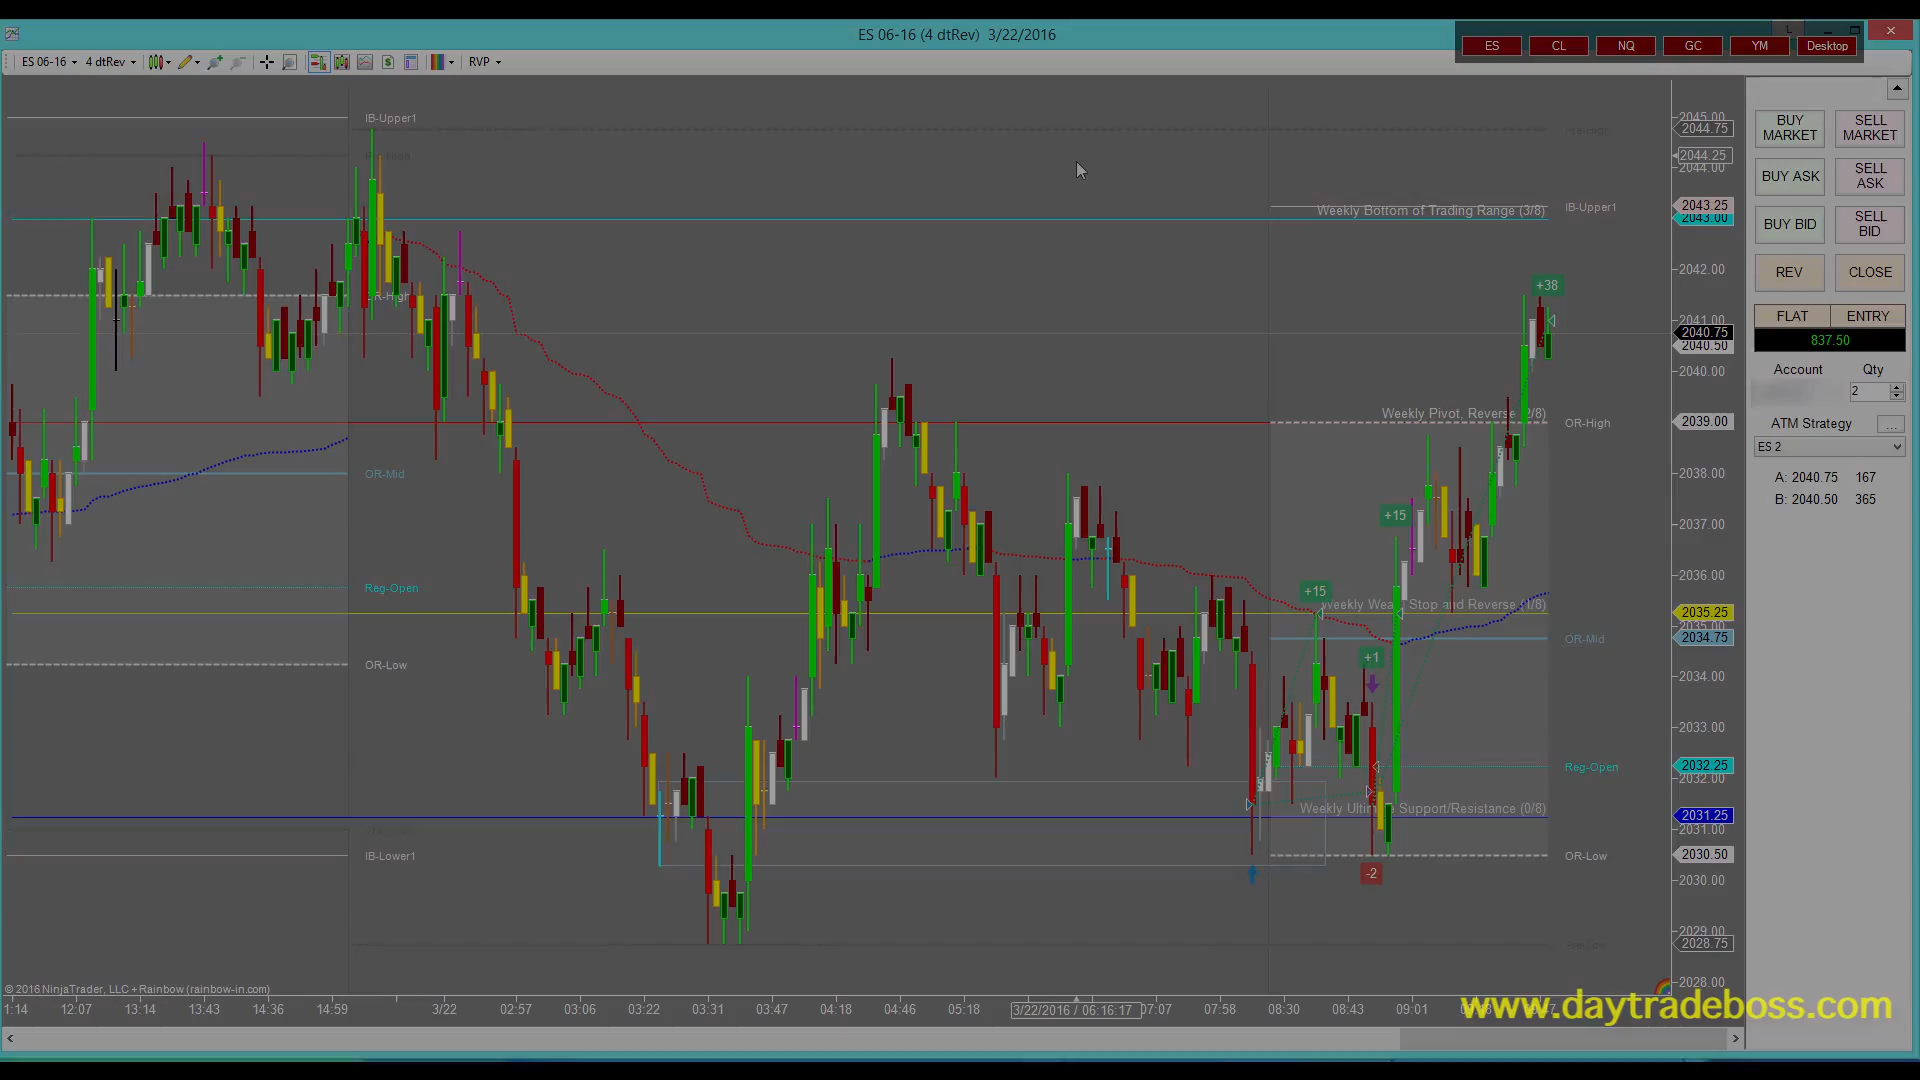 ES 06-16 (4 dtRev) 3/22/2016
L
ES CL NQ GC YM Desktop
ES 06-16 4 dtRev RVP
BUY MARKET
SELL MARKET
BUY ASK
SELL ASK
BUY BID
SELL BID
REV CLOSE
FLAT ENTRY
837.50
Account Qty
2
ATM Strategy ...
ES 2
A: 2040.75 167
B: 2040.50 365
IB-Upper1
OR-High
OR-Mid
Reg-Open
OR-Low
IB-Lower1
Weekly Bottom of Trading Range (3/8)
IB-Upper1
+38
Weekly Pivot, Reverse (2/8)
OR-High
+15
+15
Stop and Reverse (1/8)
OR-Mid
+1
Reg-Open
Weekly Support/Resistance (0/8)
OR-Low
-2
2045.00
2044.75
2044.25
2044.00
2043.25
2043.00
2042.00
2041.00
2040.75
2040.50
2040.00
2039.00
2038.00
2037.00
2036.00
2035.25
2035.00
2034.75
2034.00
2033.00
2032.25
2032.00
2031.25
2031.00
2030.50
2030.00
2029.00
2028.75
2028.00
© 2016 NinjaTrader, LLC + Rainbow (rainbow-in.com)
1:14 12:07 13:14 13:43 14:36 14:59 3/22 02:57 03:06 03:22 03:31 03:47 04:18 04:46 05:18 3/22/2016 / 06:16:17 07:07 07:58 08:30 08:43 09:01
www.daytradeboss.com